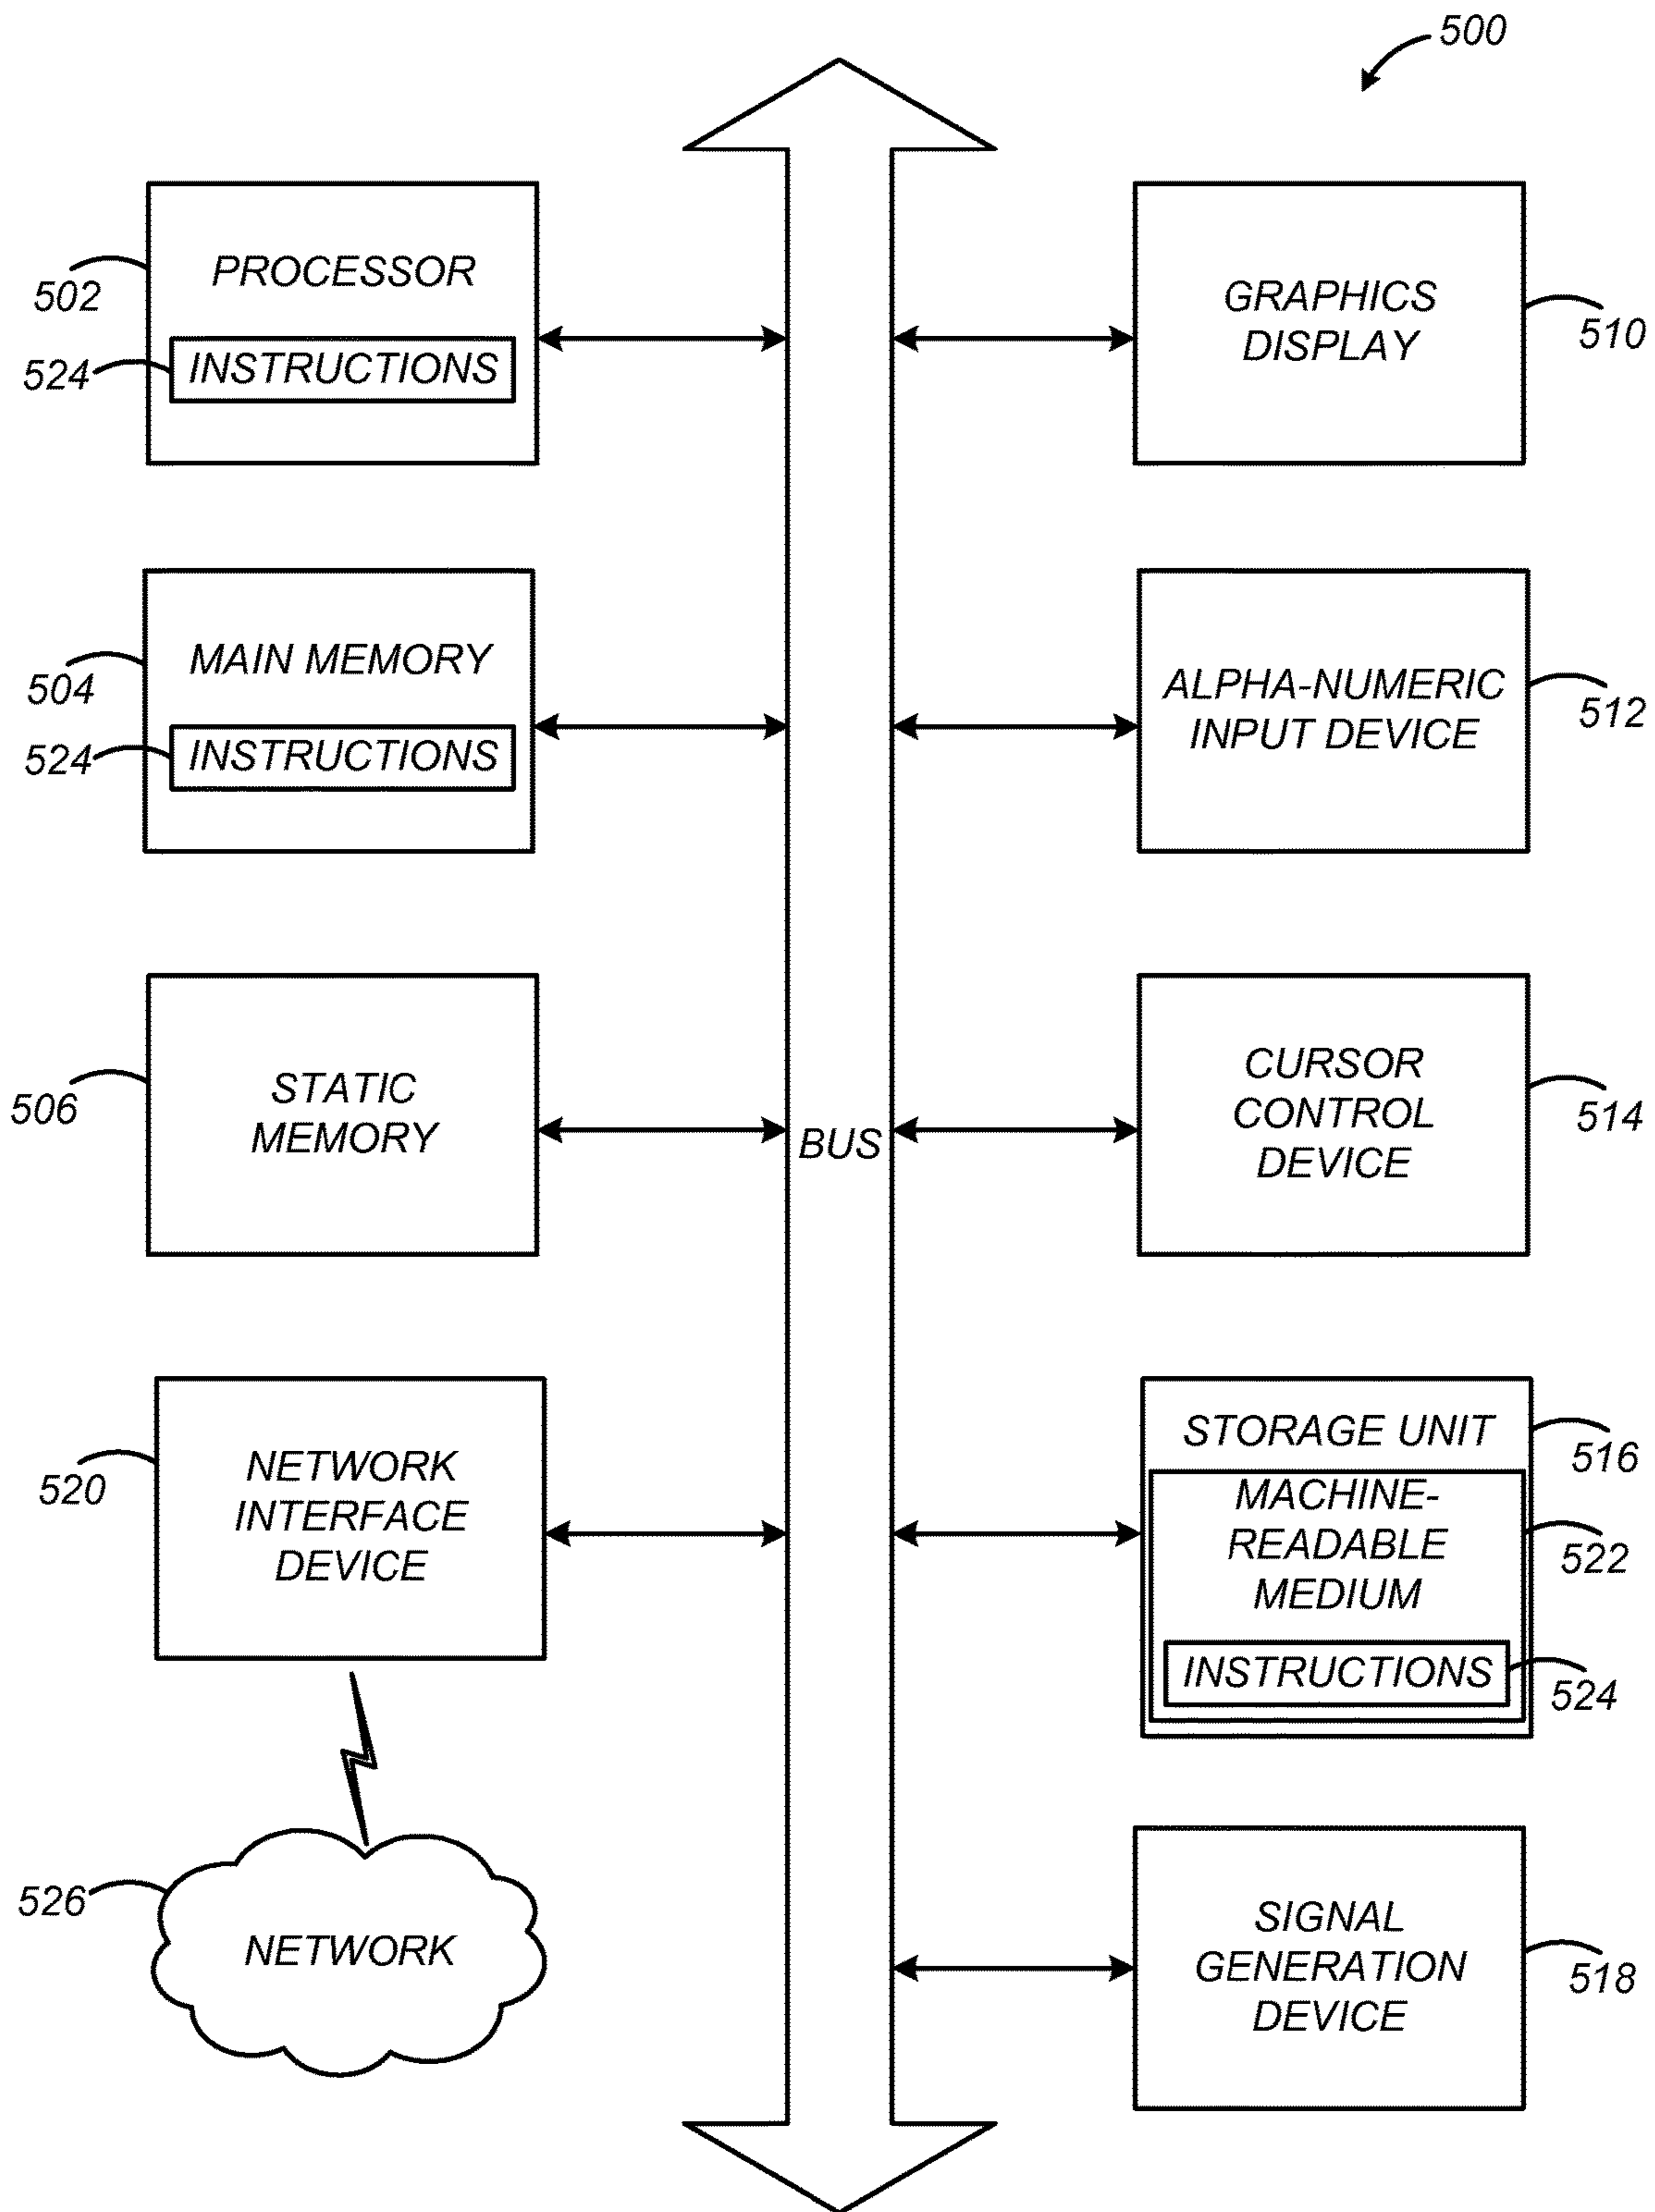 500
PROCESSOR
502
524
INSTRUCTIONS
GRAPHICS
DISPLAY
510
MAIN MEMORY
504
524
INSTRUCTIONS
ALPHA-NUMERIC
INPUT DEVICE
512
STATIC
MEMORY
506
BUS
CURSOR
CONTROL
DEVICE
514
NETWORK
INTERFACE
DEVICE
520
STORAGE UNIT
516
MACHINE-
READABLE
MEDIUM
522
INSTRUCTIONS
524
526
NETWORK
SIGNAL
GENERATION
DEVICE
518